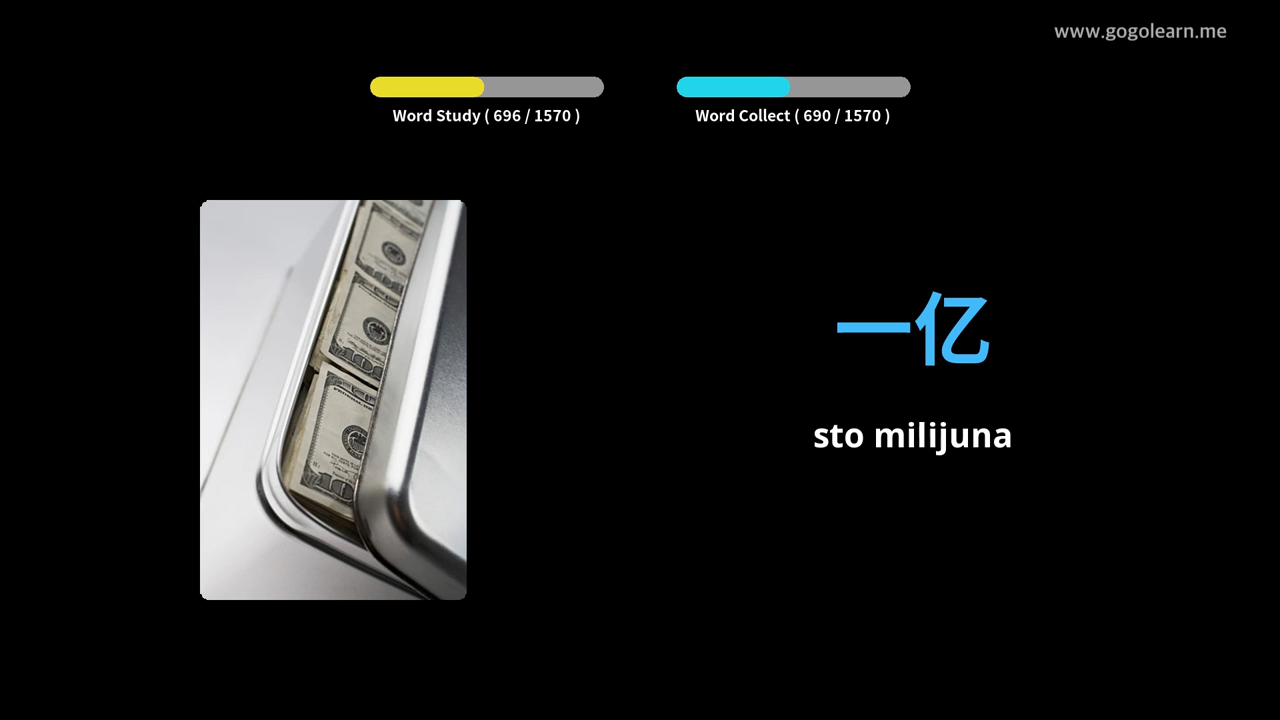 www.gogolearn.me
Word Study ( 696 / 1570 )
Word Collect ( 690 / 1570 )
一亿
sto milijuna